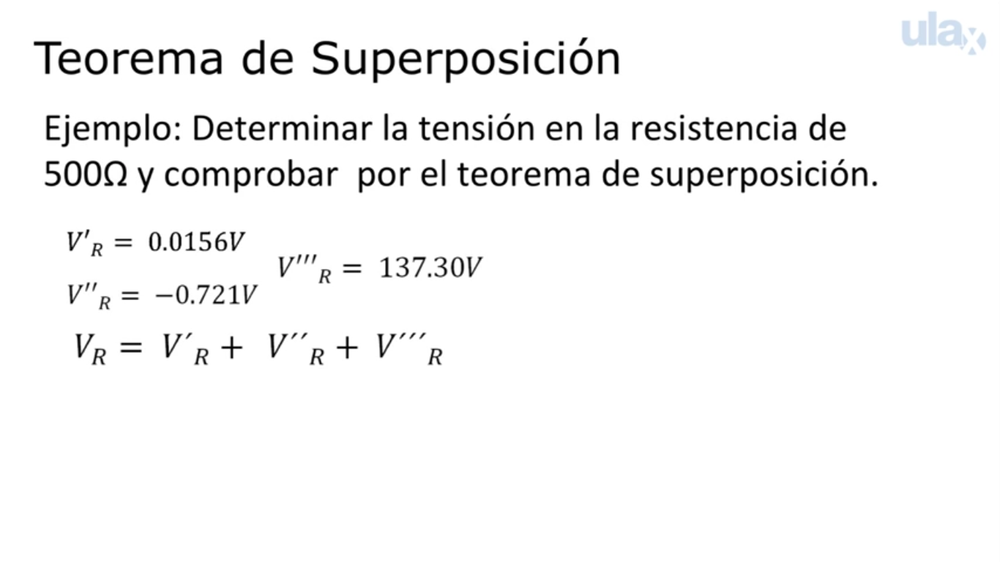 ulax
Teorema de Superposición
Ejemplo: Determinar la tensión en la resistencia de
500Ω y comprobar  por el teorema de superposición.
V'_R = 0.0156V
V'''_R = 137.30V
V''_R = −0.721V
V_R = V´_R + V´´_R + V´´´_R